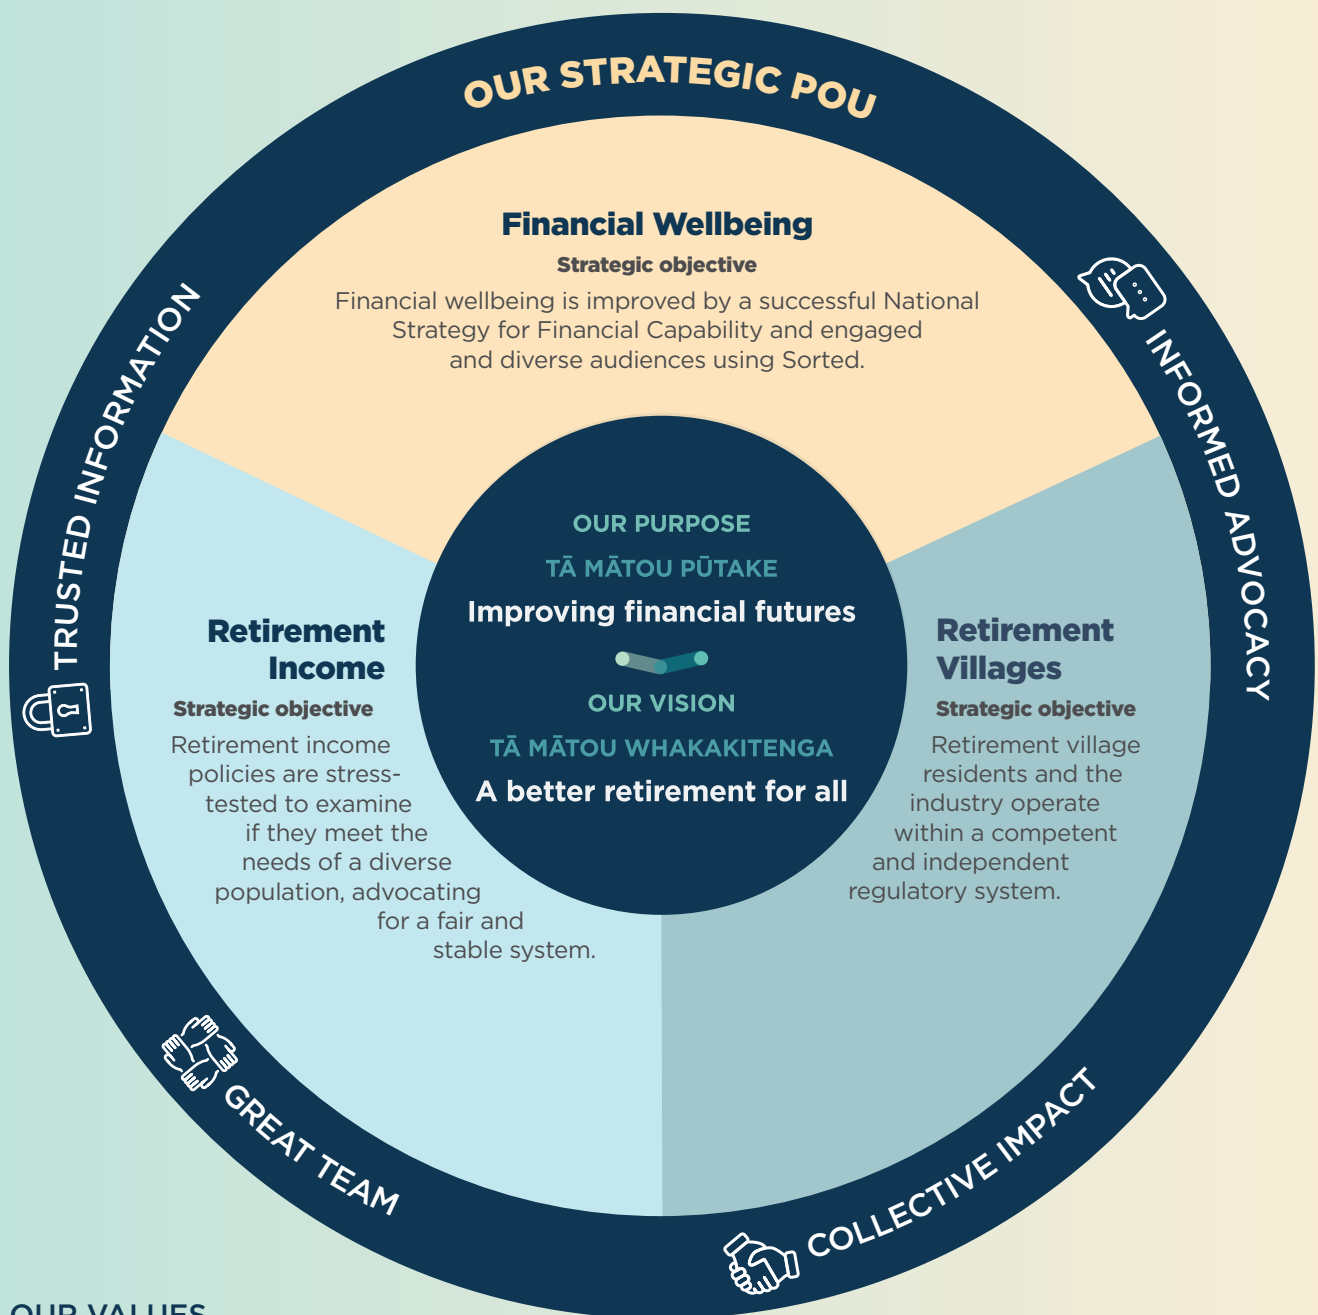 OUR STRATEGIC POU
Financial Wellbeing
Strategic objective
Financial wellbeing is improved by a successful National
Strategy for Financial Capability and engaged
and diverse audiences using Sorted.
TRUSTED INFORMATION
INFORMED ADVOCACY
OUR PURPOSE
TĀ MĀTOU PŪTAKE
Improving financial futures
OUR VISION
TĀ MĀTOU WHAKAKITENGA
A better retirement for all
Retirement
Income
Strategic objective
Retirement income
policies are stress-
tested to examine
if they meet the
needs of a diverse
population, advocating
for a fair and
stable system.
Retirement
Villages
Strategic objective
Retirement village
residents and the
industry operate
within a competent
and independent
regulatory system.
GREAT TEAM
COLLECTIVE IMPACT
OUR VALUES